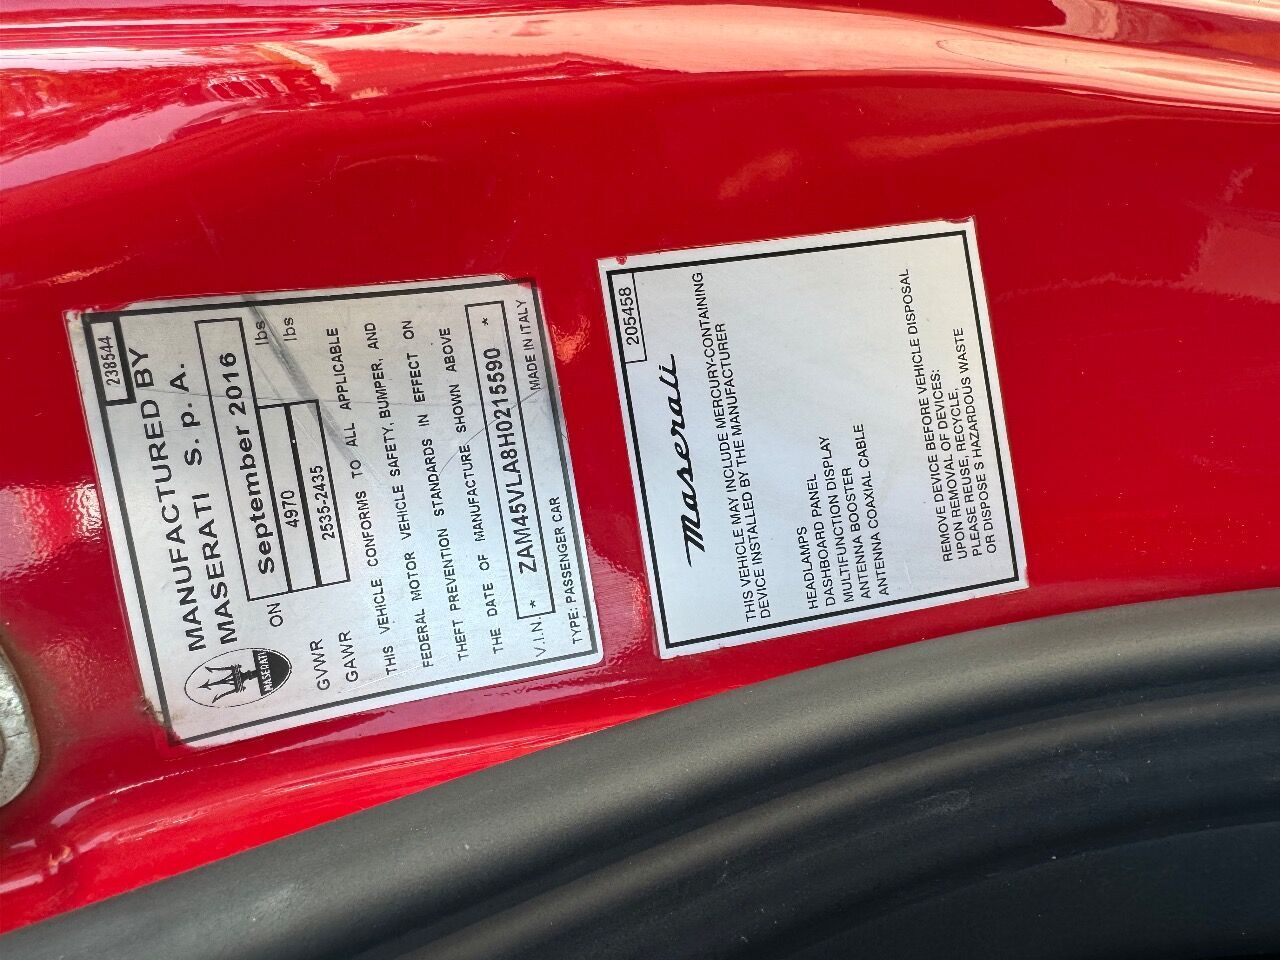 238544
MANUFACTURED BY
MASERATI S. p. A.
MASERATI
ON September 2016
GVWR 4970 lbs
GAWR 2535-2435 lbs
THIS VEHICLE CONFORMS TO ALL APPLICABLE
FEDERAL MOTOR VEHICLE SAFETY, BUMPER, AND
THEFT PREVENTION STANDARDS IN EFFECT ON
THE DATE OF MANUFACTURE SHOWN ABOVE
V.I.N. * ZAM45VLA8H0215590 *
TYPE: PASSENGER CAR MADE IN ITALY
205458
Maserati
THIS VEHICLE MAY INCLUDE MERCURY-CONTAINING
DEVICE INSTALLED BY THE MANUFACTURER
HEADLAMPS
DASHBOARD PANEL
MULTIFUNCTION DISPLAY
ANTENNA BOOSTER
ANTENNA COAXIAL CABLE
REMOVE DEVICE BEFORE VEHICLE DISPOSAL
UPON REMOVAL OF DEVICES:
PLEASE REUSE, RECYCLE,
OR DISPOSE S HAZARDOUS WASTE